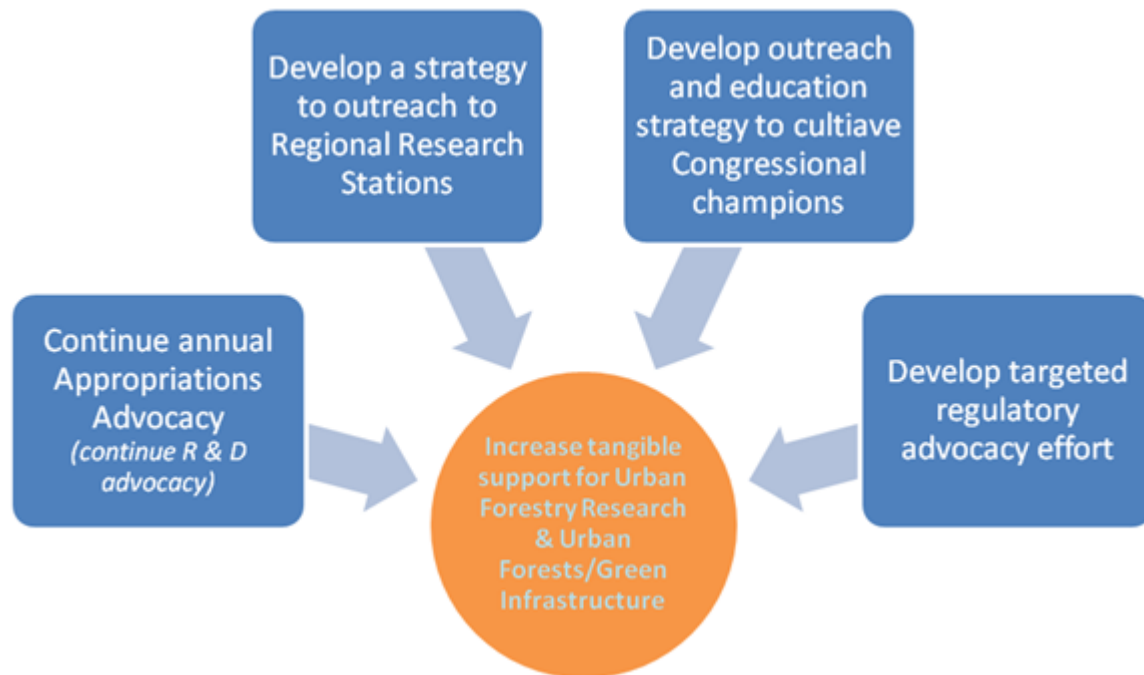 Develop a strategy
to outreach to
Regional Research
Stations
Develop outreach
and education
strategy to cultiave
Congressional
champions
Continue annual
Appropriations
Advocacy
(continue R & D
advocacy)
Develop targeted
regulatory
advocacy effort
Increase tangible
support for Urban
Forestry Research
& Urban
Forests/Green
Infrastructure